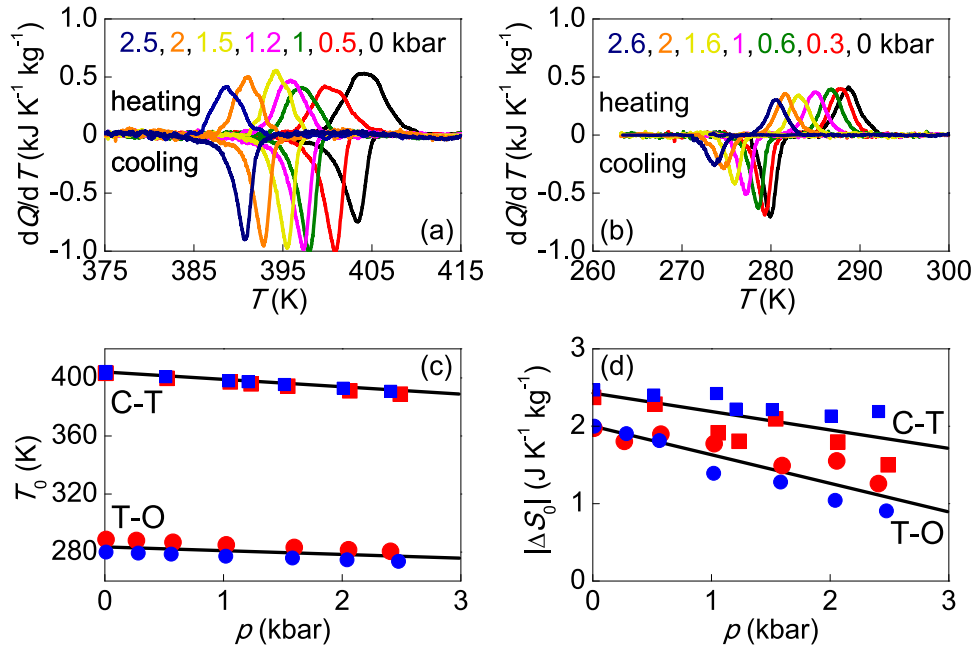 2.5, 2, 1.5, 1.2, 1, 0.5, 0 kbar
heating
cooling
(a)
dQ/dT (kJ K⁻¹ kg⁻¹)
1.0
0.5
0
-0.5
-1.0
375 385 395 405 415
T (K)
2.6, 2, 1.6, 1, 0.6, 0.3, 0 kbar
heating
cooling
(b)
dQ/dT (kJ K⁻¹ kg⁻¹)
1.0
0.5
0
-0.5
-1.0
260 270 280 290 300
T (K)
(c)
C-T
T-O
T₀ (K)
400
360
320
280
0 1 2 3
p (kbar)
(d)
C-T
T-O
|ΔS₀| (J K⁻¹ kg⁻¹)
3
2
1
0
0 1 2 3
p (kbar)